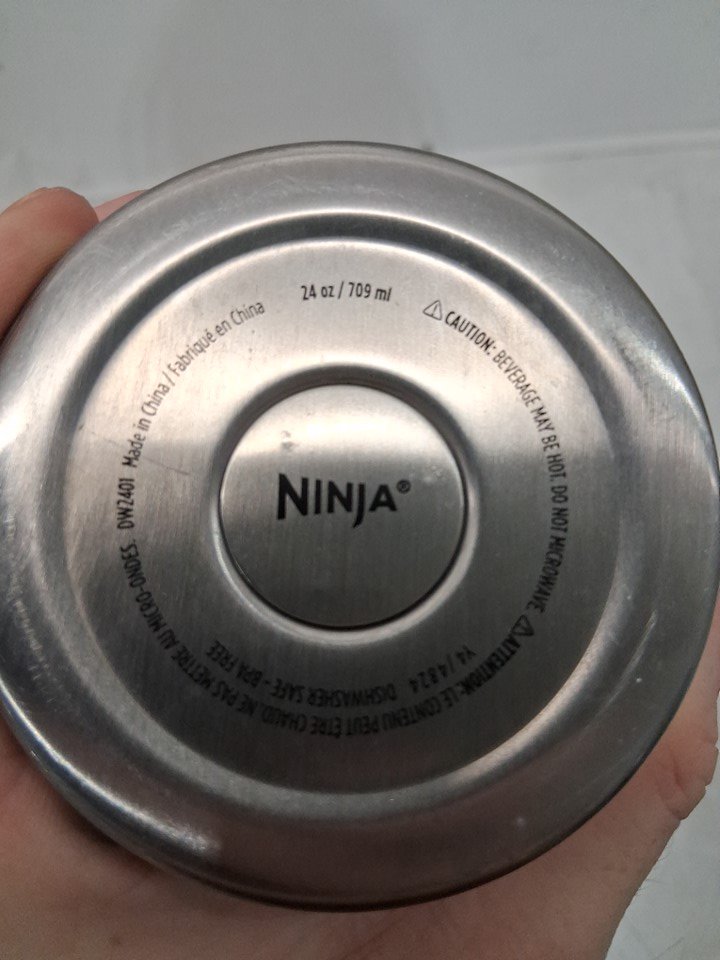 24 oz / 709 ml
⚠ CAUTION: BEVERAGE MAY BE HOT. DO NOT MICROWAVE
⚠ ATTENTION: LE CONTENU PEUT ÊTRE CHAUD. NE PAS METTRE AU MICRO-ONDES.
DW2401 Made in China / Fabriqué en China
NINJA®
Y4 / 4824 DISHWASHER SAFE - BPA FREE